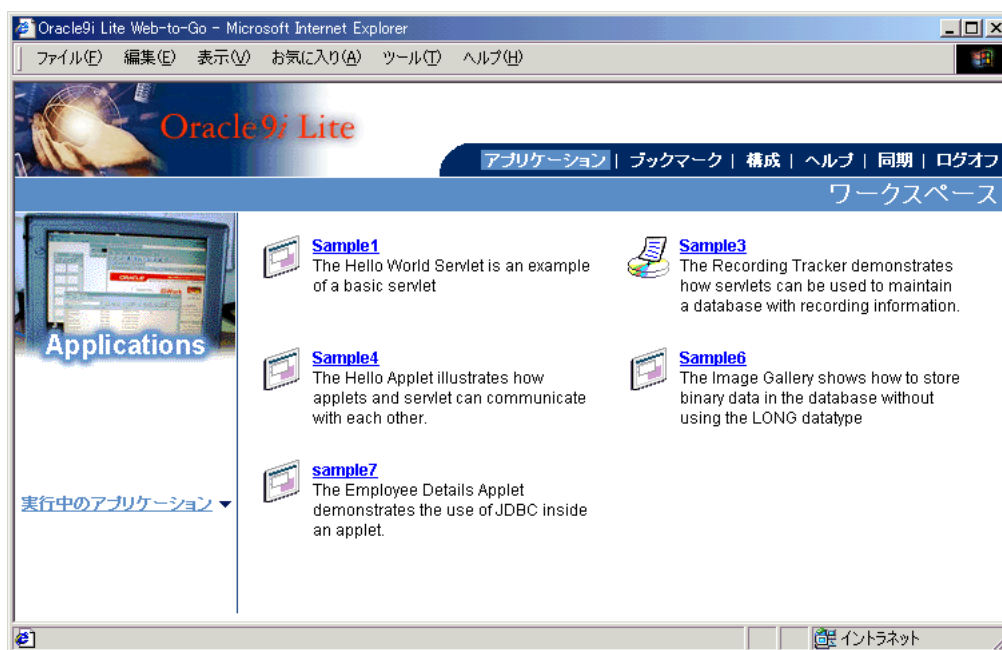 Oracle9i Lite Web-to-Go - Microsoft Internet Explorer
ファイル(F) 編集(E) 表示(V) お気に入り(A) ツール(T) ヘルプ(H)
Oracle9i Lite
アプリケーション | ブックマーク | 構成 | ヘルプ | 同期 | ログオフ
ワークスペース
Applications
実行中のアプリケーション
Sample1
The Hello World Servlet is an example
of a basic servlet
Sample3
The Recording Tracker demonstrates
how servlets can be used to maintain
a database with recording information.
Sample4
The Hello Applet illustrates how
applets and servlet can communicate
with each other.
Sample6
The Image Gallery shows how to store
binary data in the database without
using the LONG datatype
sample7
The Employee Details Applet
demonstrates the use of JDBC inside
an applet.
イントラネット